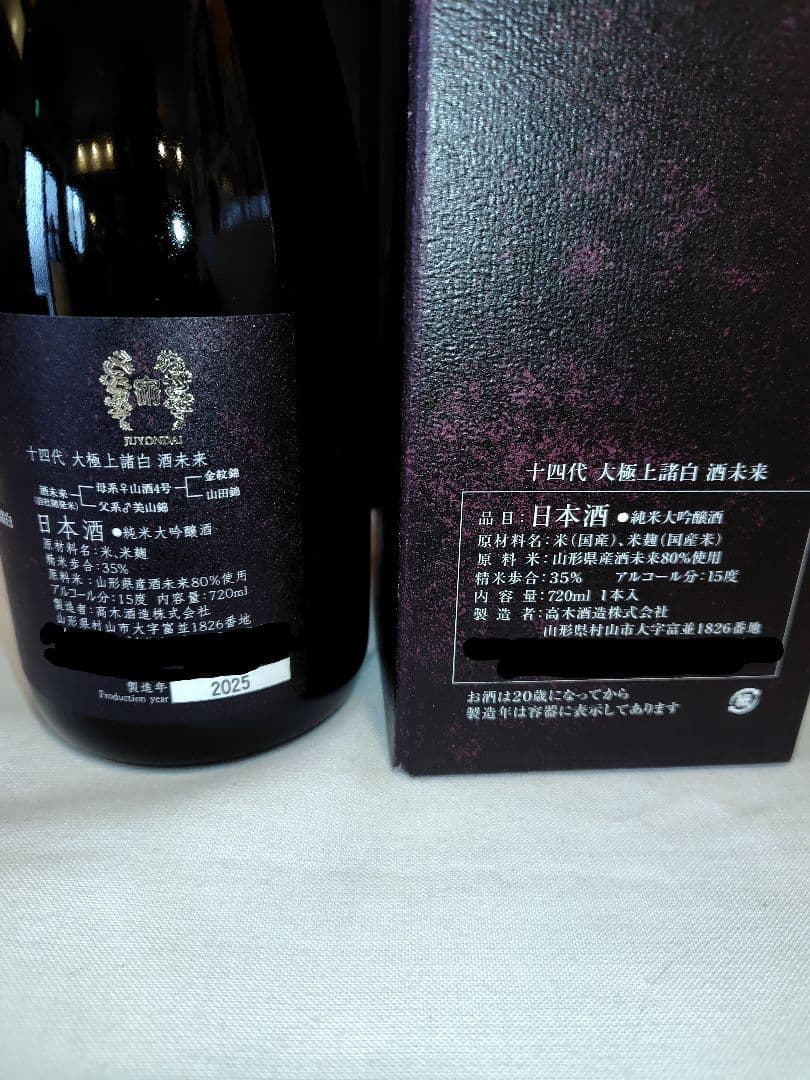 JUYONDAI
十四代 大極上諸白 酒未来
酒未来
(自社開発米)
母系♀山酒4号
金紋錦
山田錦
父系♂美山錦
日本酒 ●純米大吟醸酒
原材料名:米、米麹
精米歩合:35%
原料米:山形県産酒未来80%使用
アルコール分:15度 内容量:720ml
製造者:高木酒造株式会社
山形県村山市大字富並1826番地
製造年 2025
Production year
十四代 大極上諸白 酒未来
品目:日本酒 ●純米大吟醸酒
原材料名:米(国産)、米麹(国産米)
原料米:山形県産酒未来80%使用
精米歩合:35% アルコール分:15度
内容量:720ml 1本入
製造者:高木酒造株式会社
山形県村山市大字富並1826番地
お酒は20歳になってから
製造年は容器に表示してあります